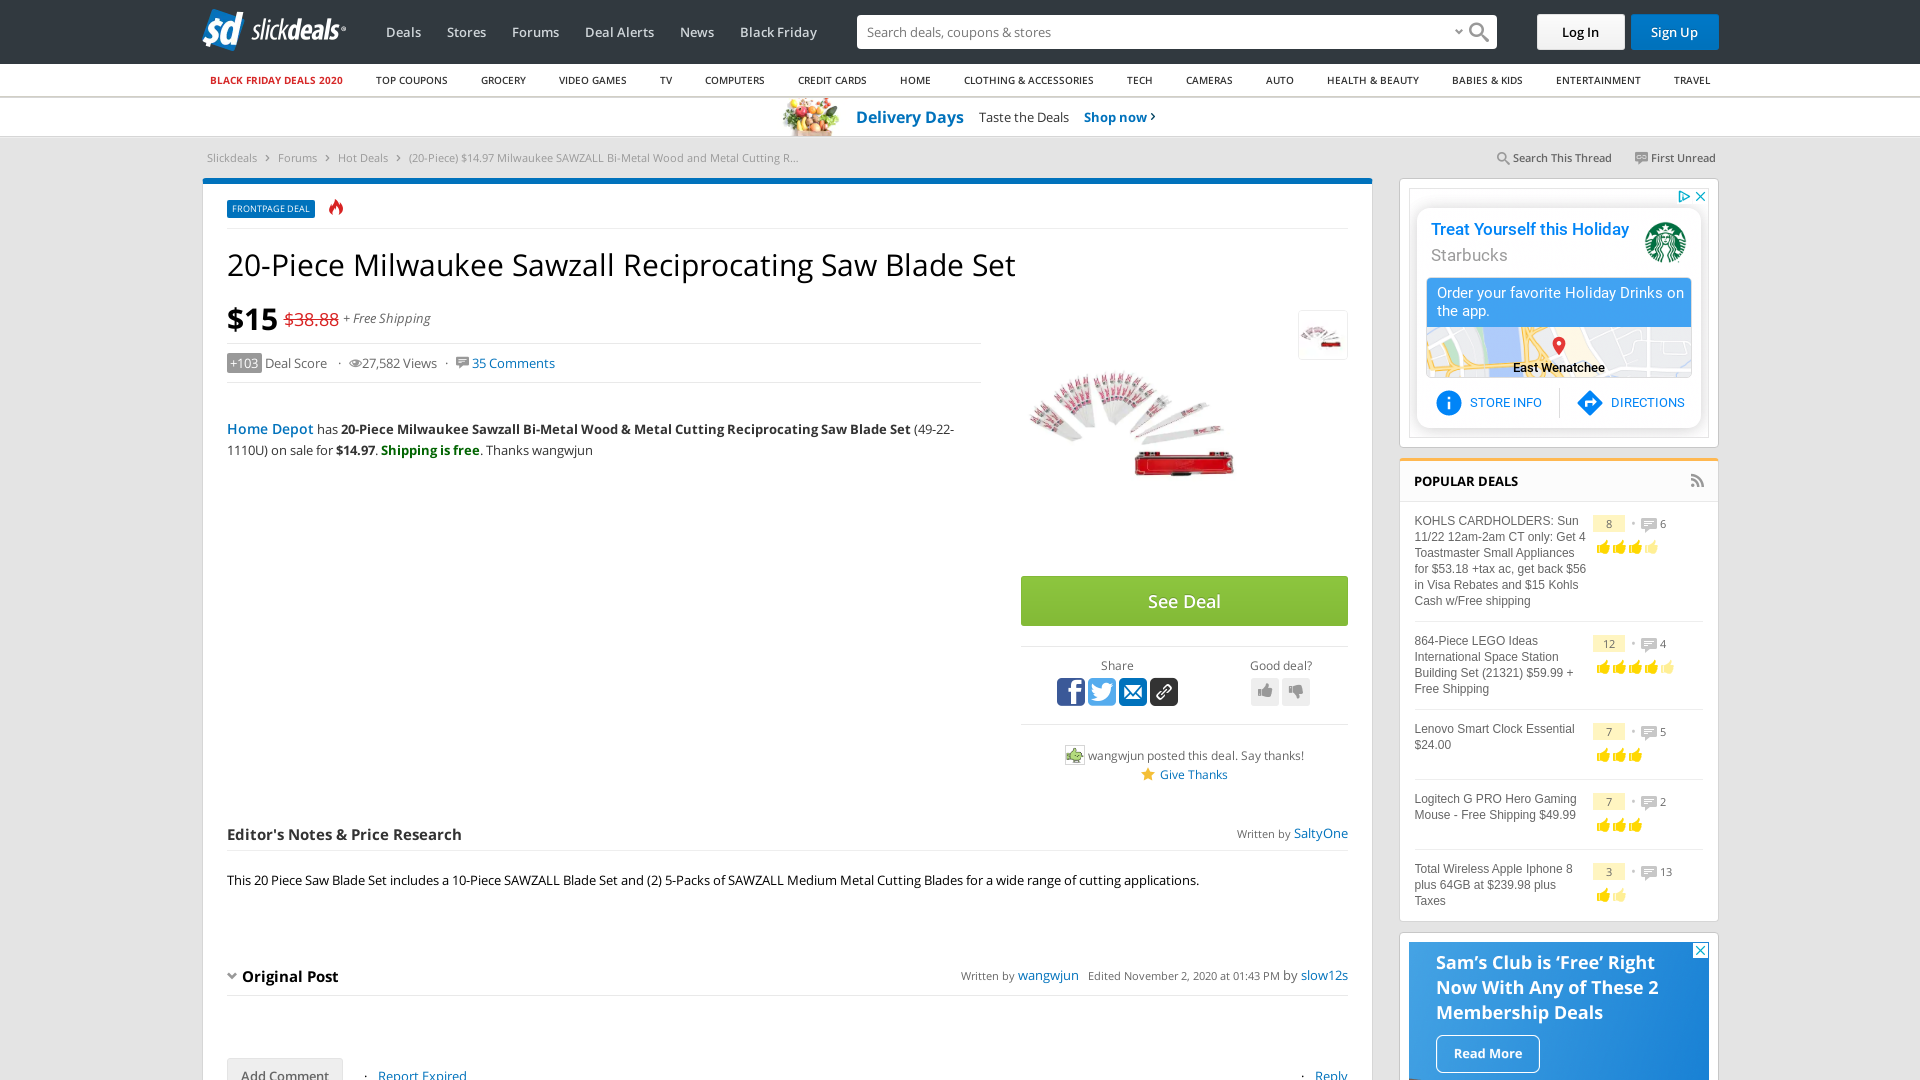 slickdeals
Deals
Stores
Forums
Deal Alerts
News
Black Friday
Search deals, coupons & stores
Log In
Sign Up
BLACK FRIDAY DEALS 2020
TOP COUPONS
GROCERY
VIDEO GAMES
TV
COMPUTERS
CREDIT CARDS
HOME
CLOTHING & ACCESSORIES
TECH
CAMERAS
AUTO
HEALTH & BEAUTY
BABIES & KIDS
ENTERTAINMENT
TRAVEL
Delivery Days Taste the Deals Shop now
Slickdeals > Forums > Hot Deals > (20-Piece) $14.97 Milwaukee SAWZALL Bi-Metal Wood and Metal Cutting R...
Search This Thread
First Unread
FRONTPAGE DEAL
20-Piece Milwaukee Sawzall Reciprocating Saw Blade Set
$15 $38.88 + Free Shipping
+103 Deal Score · 27,582 Views · 35 Comments
Home Depot has 20-Piece Milwaukee Sawzall Bi-Metal Wood & Metal Cutting Reciprocating Saw Blade Set (49-22-
1110U) on sale for $14.97. Shipping is free. Thanks wangwjun
See Deal
Share
Good deal?
wangwjun posted this deal. Say thanks!
Give Thanks
Editor's Notes & Price Research
Written by SaltyOne
This 20 Piece Saw Blade Set includes a 10-Piece SAWZALL Blade Set and (2) 5-Packs of SAWZALL Medium Metal Cutting Blades for a wide range of cutting applications.
Original Post
Written by wangwjun Edited November 2, 2020 at 01:43 PM by slow12s
Add Comment
· Report Expired
· Reply
Treat Yourself this Holiday
Starbucks
Order your favorite Holiday Drinks on
the app.
East Wenatchee
STORE INFO
DIRECTIONS
POPULAR DEALS
KOHLS CARDHOLDERS: Sun
11/22 12am-2am CT only: Get 4
Toastmaster Small Appliances
for $53.18 +tax ac, get back $56
in Visa Rebates and $15 Kohls
Cash w/Free shipping
8 • 6
864-Piece LEGO Ideas
International Space Station
Building Set (21321) $59.99 +
Free Shipping
12 • 4
Lenovo Smart Clock Essential
$24.00
7 • 5
Logitech G PRO Hero Gaming
Mouse - Free Shipping $49.99
7 • 2
Total Wireless Apple Iphone 8
plus 64GB at $239.98 plus
Taxes
3 • 13
Sam's Club is 'Free' Right
Now With Any of These 2
Membership Deals
Read More